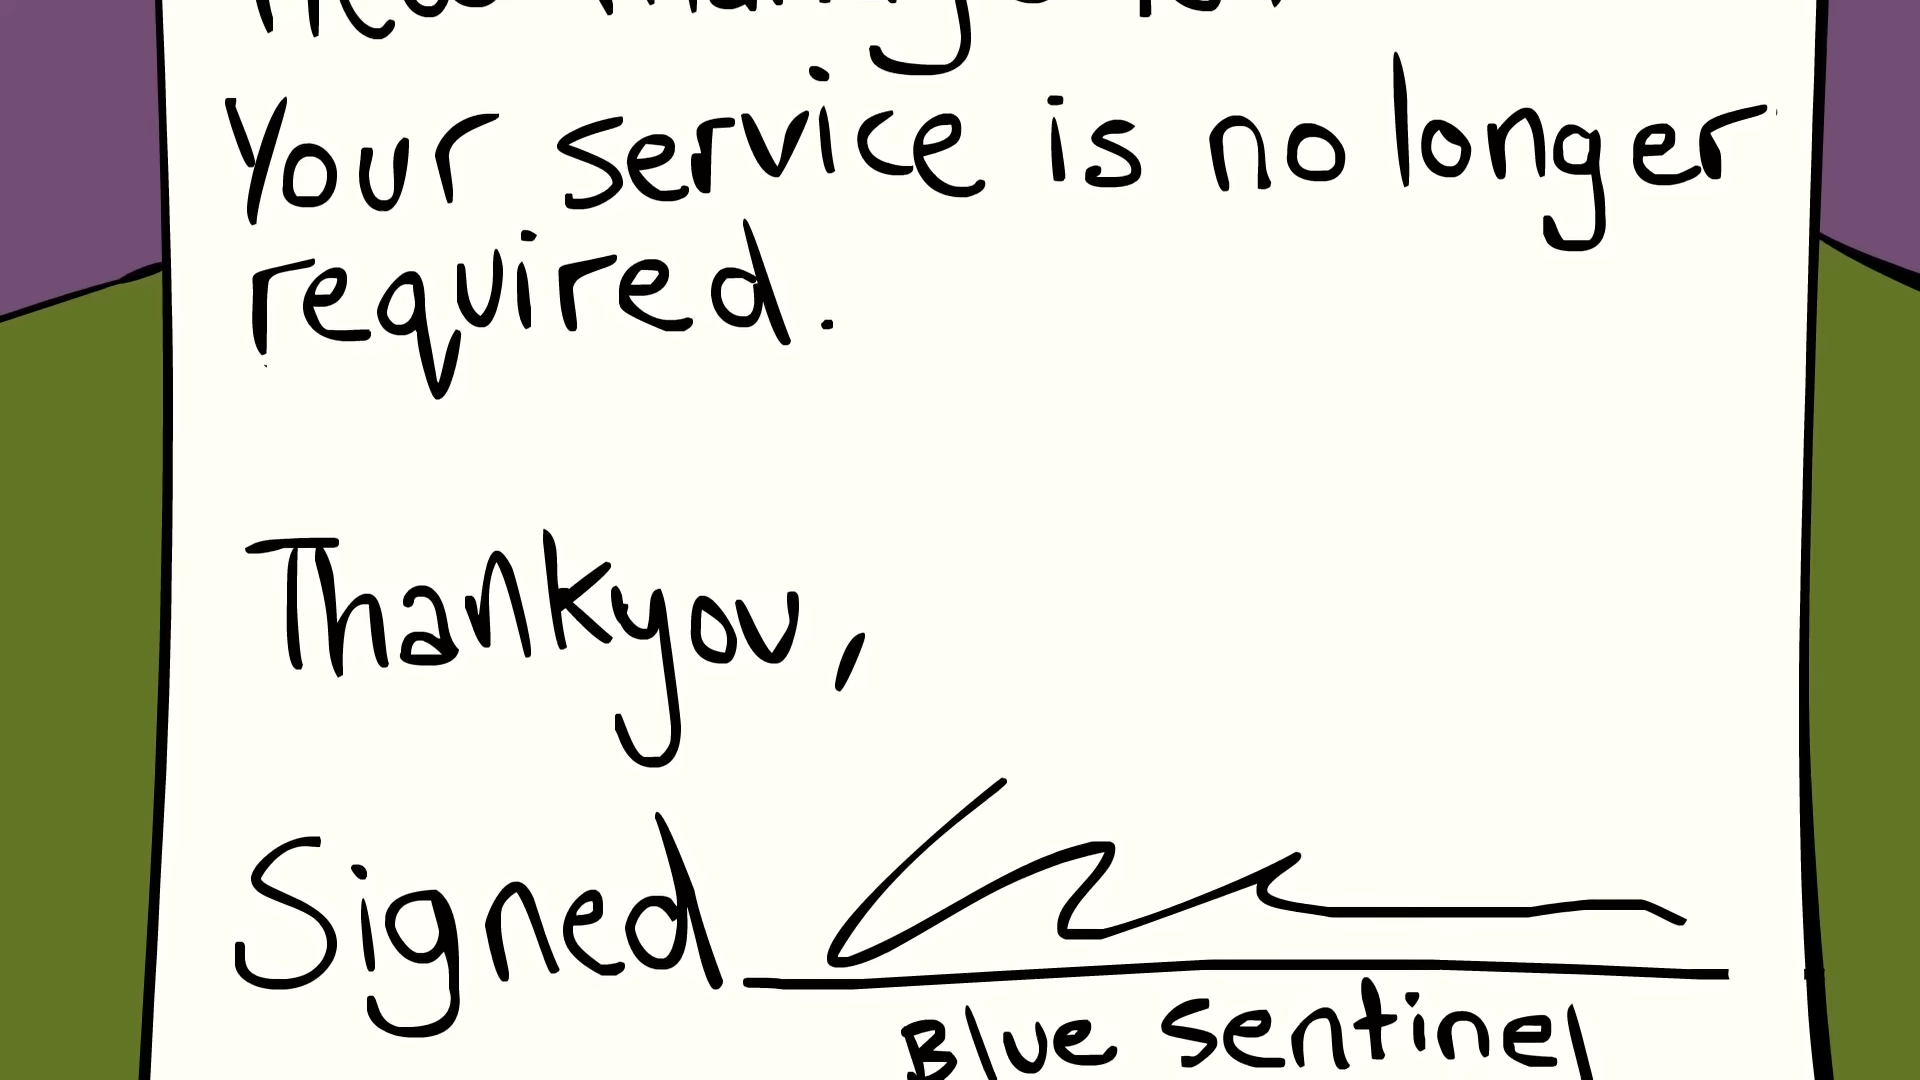 Your service is no longer
required.
Thankyou,
Signed
Blue sentinel